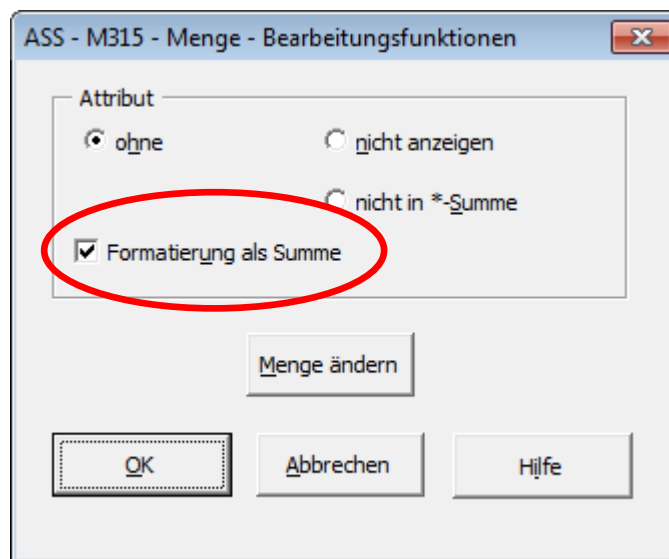 ASS - M315 - Menge - Bearbeitungsfunktionen
Attribut
ohne
nicht anzeigen
nicht in *-Summe
Formatierung als Summe
Menge ändern
OK
Abbrechen
Hilfe